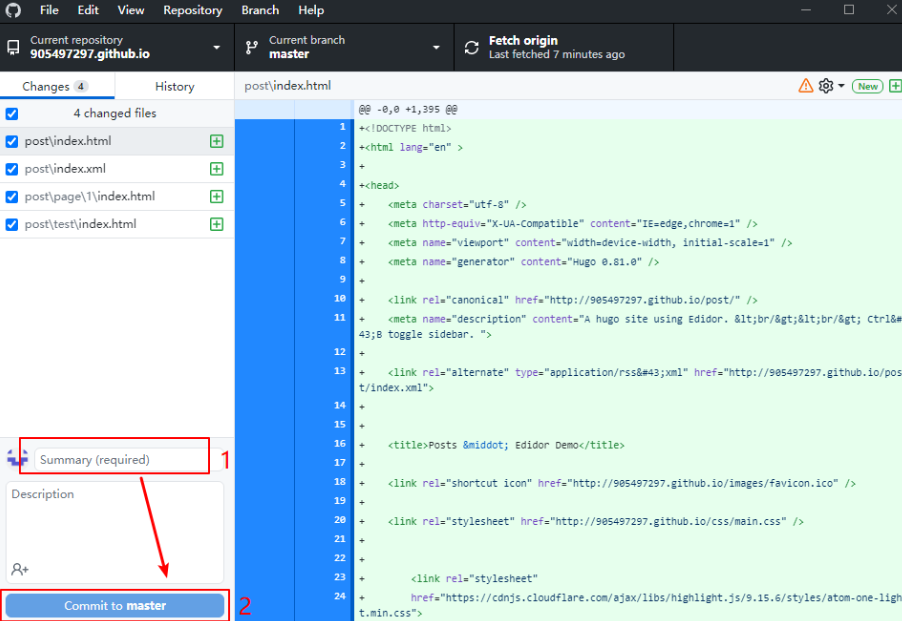 File Edit View Repository Branch Help
Current repository
905497297.github.io
Current branch
master
Fetch origin
Last fetched 7 minutes ago
Changes 4 History
4 changed files
post\index.html
post\index.xml
post\page\1\index.html
post\test\index.html
Summary (required)
1
Description
Commit to master
2
post\index.html New
@@ -0,0 +1,395 @@
1 +<!DOCTYPE html>
2 +<html lang="en" >
3 +
4 +<head>
5 + <meta charset="utf-8" />
6 + <meta http-equiv="X-UA-Compatible" content="IE=edge,chrome=1" />
7 + <meta name="viewport" content="width=device-width, initial-scale=1" />
8 + <meta name="generator" content="Hugo 0.81.0" />
9 +
10 + <link rel="canonical" href="http://905497297.github.io/post/" />
11 + <meta name="description" content="A hugo site using Edidor. &lt;br/&gt;&lt;br/&gt; Ctrl&#
43;B toggle sidebar. ">
12 +
13 + <link rel="alternate" type="application/rss&#43;xml" href="http://905497297.github.io/pos
t/index.xml">
14 +
15 +
16 + <title>Posts &middot; Edidor Demo</title>
17 +
18 + <link rel="shortcut icon" href="http://905497297.github.io/images/favicon.ico" />
19 +
20 + <link rel="stylesheet" href="http://905497297.github.io/css/main.css" />
21 +
22 +
23 + <link rel="stylesheet"
24 + href="https://cdnjs.cloudflare.com/ajax/libs/highlight.js/9.15.6/styles/atom-one-ligh
t.min.css">